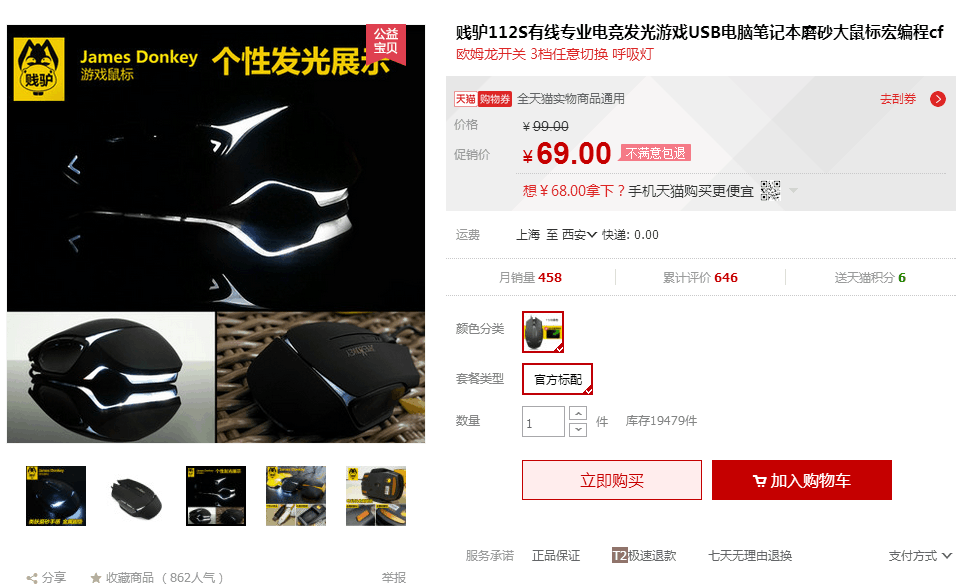 公益
宝贝
贱驴
James Donkey
游戏鼠标
个性发光展示
贱驴112S有线专业电竞发光游戏USB电脑笔记本磨砂大鼠标宏编程cf
欧姆龙开关 3档任意切换 呼吸灯
天猫 购物券 全天猫实物商品通用 去刮券
价格 ¥99.00
促销价 ¥69.00 不满意包退
想¥68.00拿下？手机天猫购买更便宜
运费 上海 至 西安 快递: 0.00
月销量 458 累计评价 646 送天猫积分 6
颜色分类
套餐类型 官方标配
数量 1 件 库存19479件
立即购买 加入购物车
服务承诺 正品保证 T2极速退款 七天无理由退换 支付方式
分享 收藏商品（862人气） 举报